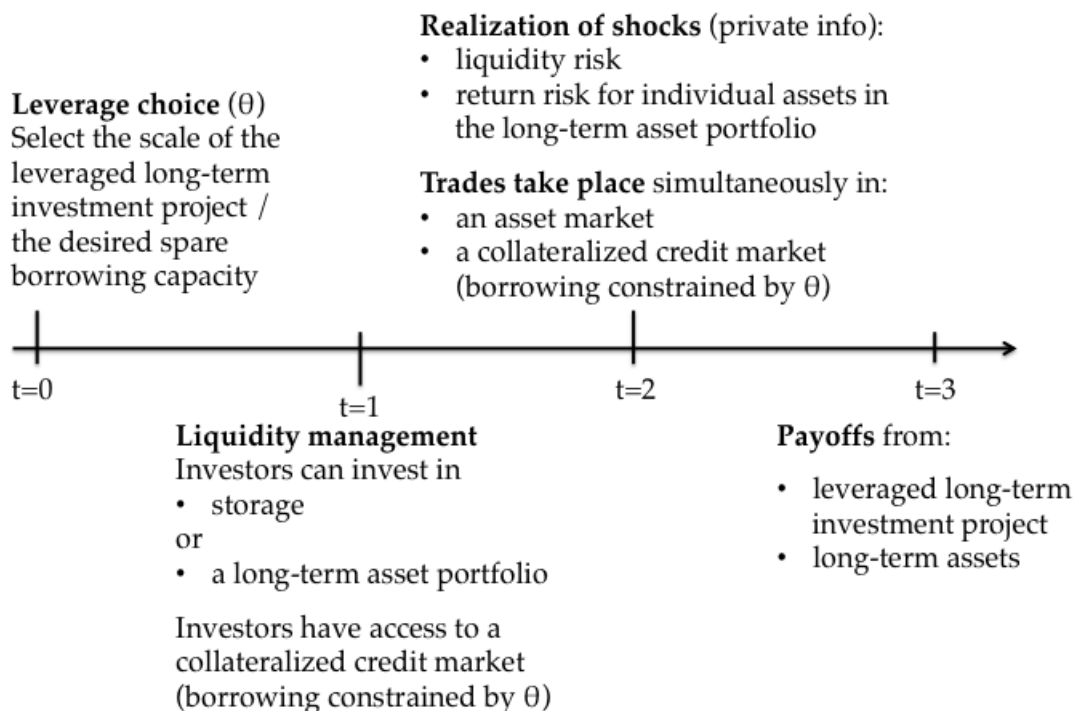 Realization of shocks (private info):
• liquidity risk
• return risk for individual assets in
the long-term asset portfolio
Leverage choice (θ)
Select the scale of the
leveraged long-term
investment project /
the desired spare
borrowing capacity
Trades take place simultaneously in:
• an asset market
• a collateralized credit market
(borrowing constrained by θ)
t=0
t=1
t=2
t=3
Liquidity management
Investors can invest in
• storage
or
• a long-term asset portfolio
Investors have access to a
collateralized credit market
(borrowing constrained by θ)
Payoffs from:
• leveraged long-term
investment project
• long-term assets